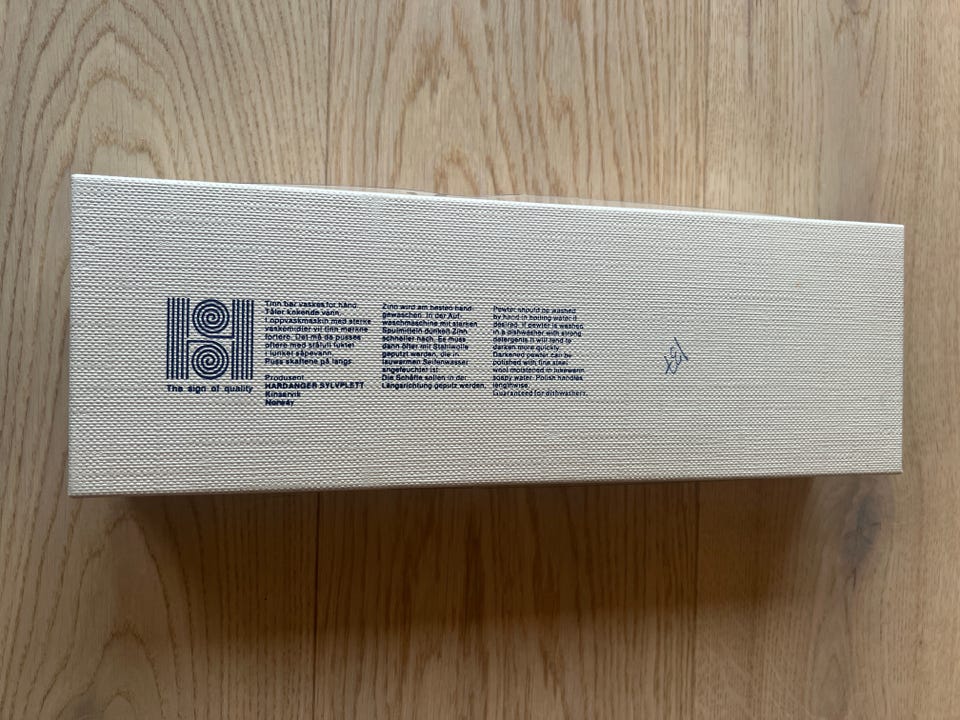 The sign of quality
Tinn bør vaskes for hånd.
Tåler kokende vann.
I oppvaskmaskin med sterke
vaskemidler vil tinn mørkne
fortere. Det må da pusses
oftere med stålull fuktet
i lunket såpevann.
Puss skaftene på langs.
Produsent
HARDANGER SYLVPLETT
Kinsarvik
Norway
Zinn wird am besten hand
gewaschen. In der Auf-
waschmaschine mit starken
Spülmitteln dunkelt Zinn
schneller nach. Es muss
dann öfter mit Stahlwolle
geputzt werden, die in
lauwarmen Seifenwasser
angefeuchtet ist.
Die Schäfte sollen in der
Längsrichtung geputz werden.
Pewter should be washed
by hand in boiling water if
desired. If pewter is washed
in a dishwasher with strong
detergents it will tend to
darken more quickly.
Darkened pewter can be
polished with fine steel
wool moistened in lukewarm
soapy water. Polish handles
lengthwise.
Guaranteed for dishwashers.